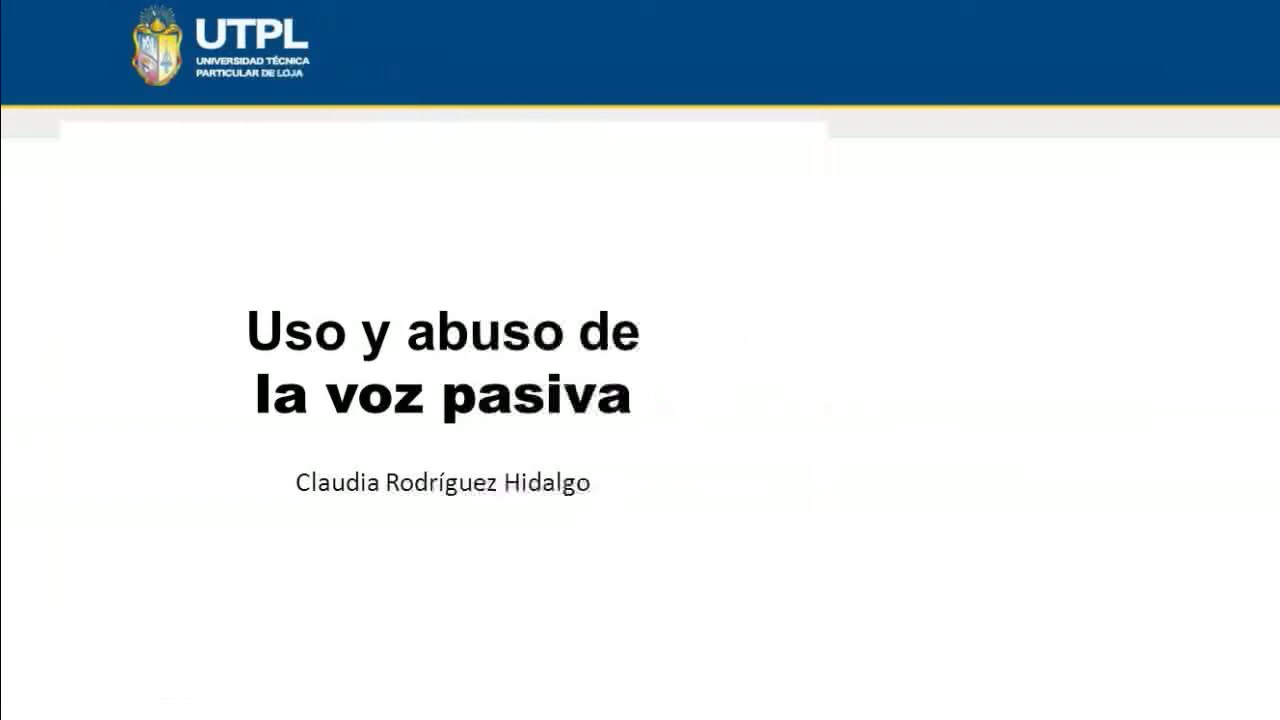 UTPL
UNIVERSIDAD TÉCNICA
PARTICULAR DE LOJA
Uso y abuso de
la voz pasiva
Claudia Rodríguez Hidalgo